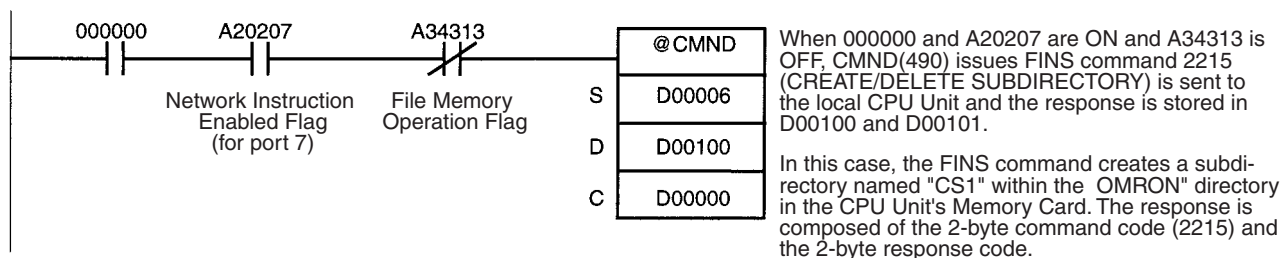 000000 A20207 A34313
Network Instruction
Enabled Flag
(for port 7)
File Memory
Operation Flag
@CMND
S D00006
D D00100
C D00000
When 000000 and A20207 are ON and A34313 is
OFF, CMND(490) issues FINS command 2215
(CREATE/DELETE SUBDIRECTORY) is sent to
the local CPU Unit and the response is stored in
D00100 and D00101.
In this case, the FINS command creates a subdi-
rectory named "CS1" within the OMRON" directory
in the CPU Unit's Memory Card. The response is
composed of the 2-byte command code (2215) and
the 2-byte response code.